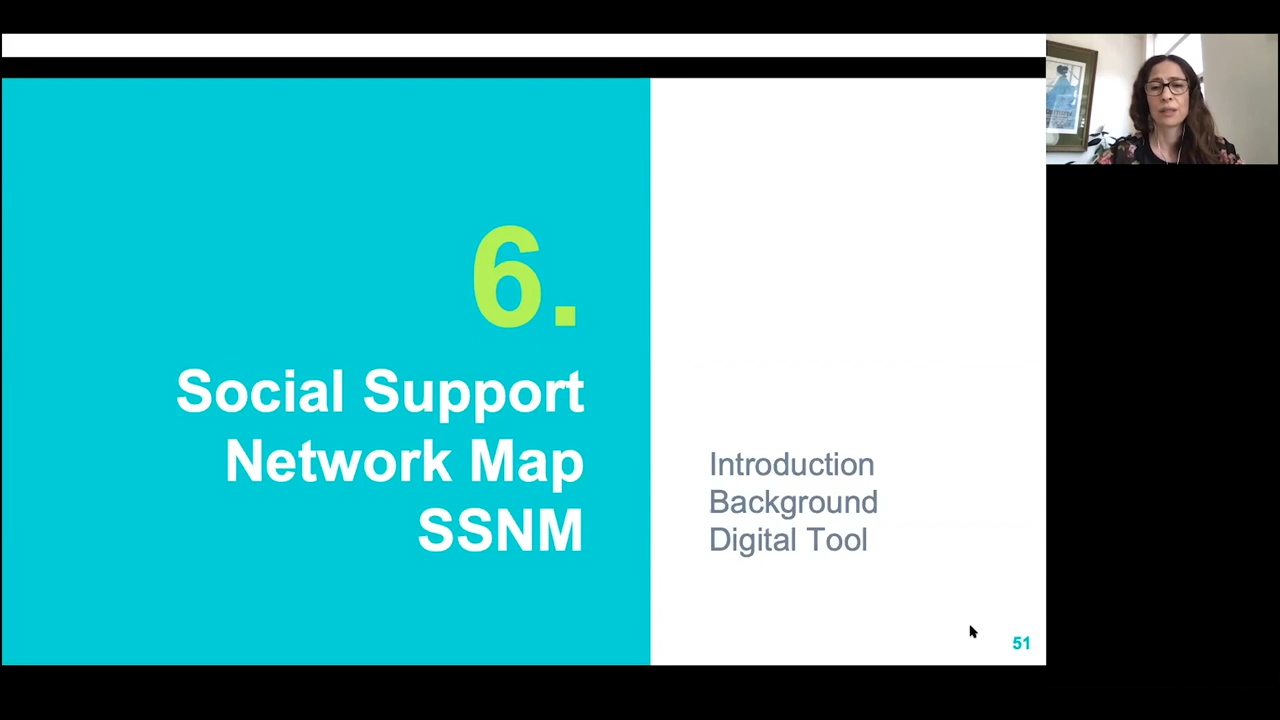 6.
Social Support
Network Map
SSNM
Introduction
Background
Digital Tool
51